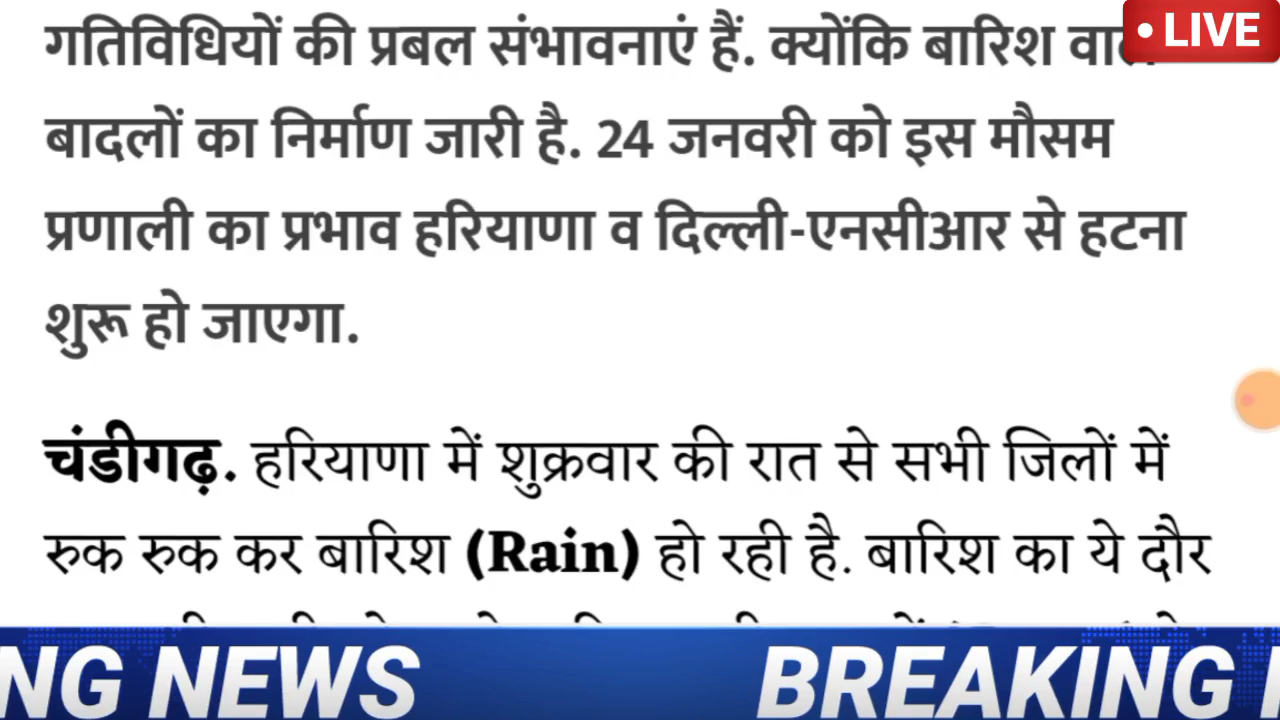 गतिविधियों की प्रबल संभावनाएं हैं. क्योंकि बारिश
LIVE
बादलों का निर्माण जारी है. 24 जनवरी को इस मौसम
प्रणाली का प्रभाव हरियाणा व दिल्ली-एनसीआर से हटना
शुरू हो जाएगा.
चंडीगढ़. हरियाणा में शुक्रवार की रात से सभी जिलों में
रुक रुक कर बारिश (Rain) हो रही है. बारिश का ये दौर
NG NEWS BREAKING